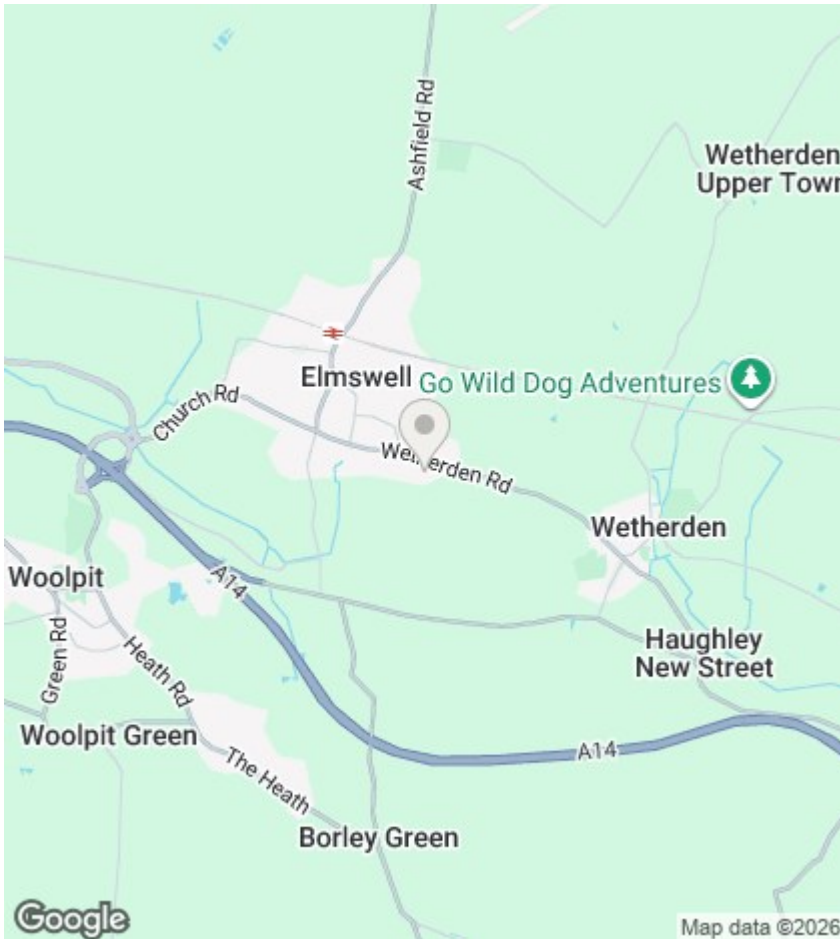 Ashfield Rd
Wetherden
Upper Town
Elmswell
Go Wild Dog Adventures
Church Rd
Wetherden Rd
Wetherden
Woolpit
A14
Green Rd
Heath Rd
Haughley
New Street
Woolpit Green
The Heath
A14
Borley Green
Google
Map data ©2026